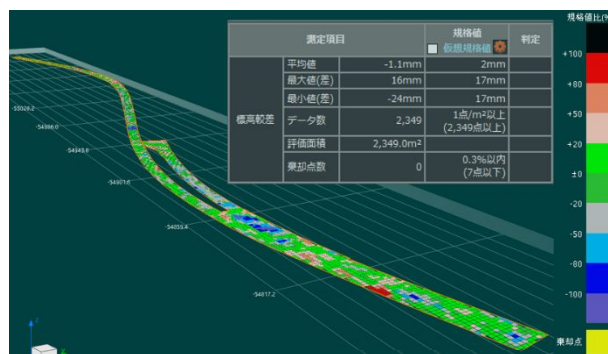 規格値比(%
測定項目 規格値 判定
仮想規格値
平均値 -1.1mm 2mm
最大値(差) 16mm 17mm
最小値(差) -24mm 17mm
標高較差 データ数 2,349 1点/m²以上
(2,349点以上)
評価面積 2,349.0m²
棄却点数 0 0.3%以内
(7点以下)
+100
+80
+50
+20
±0
-20
-50
-80
-100
棄却点
-54817.2